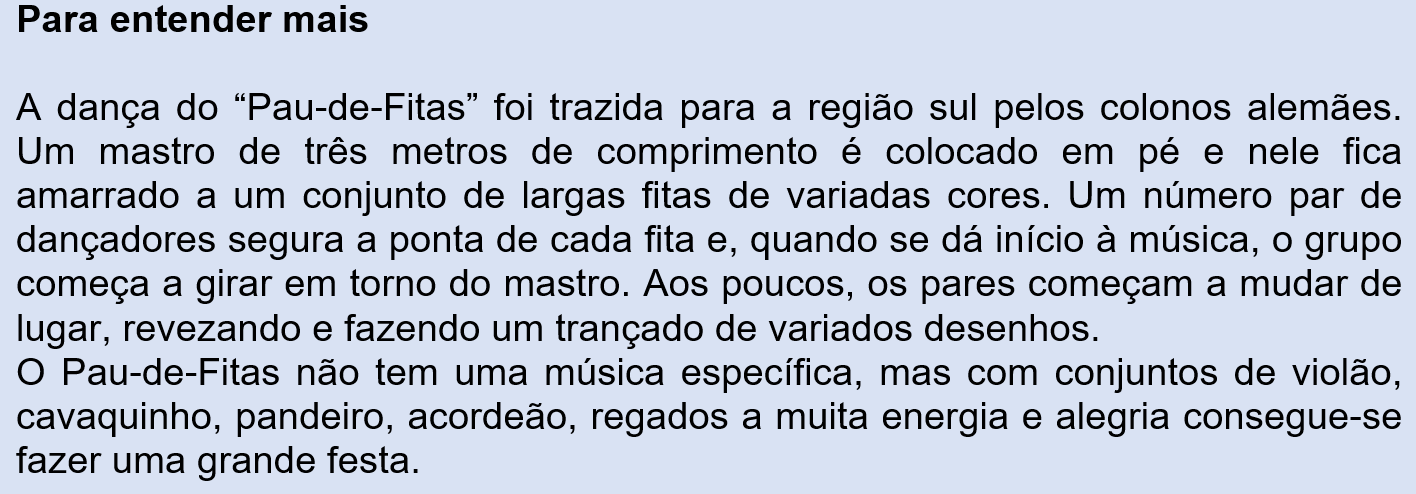 Para entender mais
A dança do “Pau-de-Fitas” foi trazida para a região sul pelos colonos alemães.
Um mastro de três metros de comprimento é colocado em pé e nele fica
amarrado a um conjunto de largas fitas de variadas cores. Um número par de
dançadores segura a ponta de cada fita e, quando se dá início à música, o grupo
começa a girar em torno do mastro. Aos poucos, os pares começam a mudar de
lugar, revezando e fazendo um trançado de variados desenhos.
O Pau-de-Fitas não tem uma música específica, mas com conjuntos de violão,
cavaquinho, pandeiro, acordeão, regados a muita energia e alegria consegue-se
fazer uma grande festa.